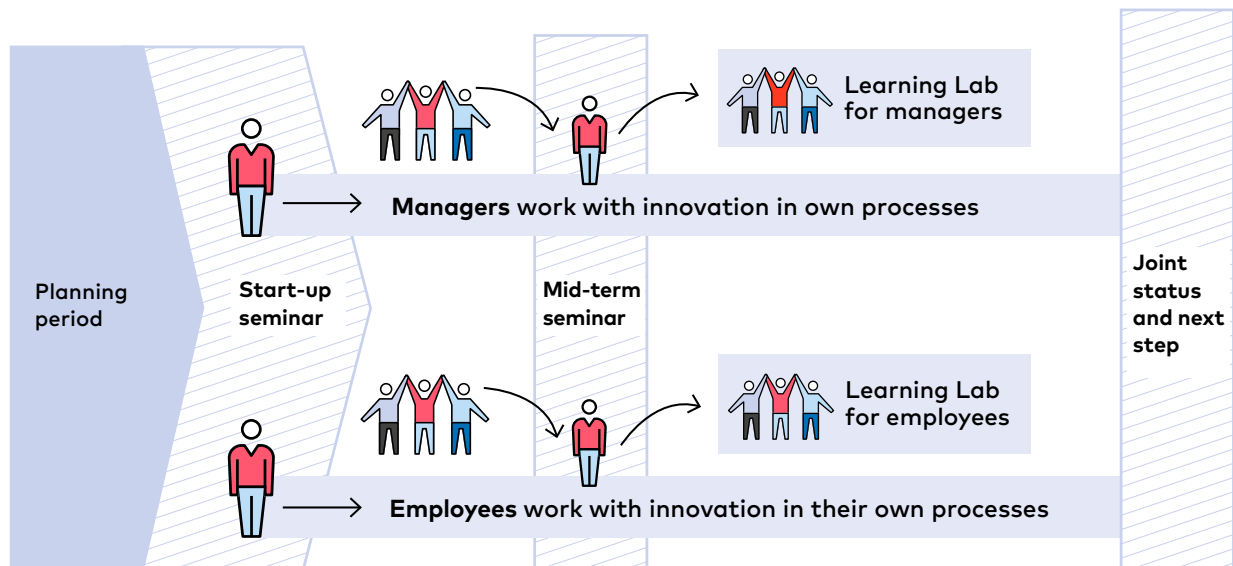 Learning Lab
for managers
Managers work with innovation in own processes
Planning
period
Start-up
seminar
Mid-term
seminar
Joint
status
and next
step
Learning Lab
for employees
Employees work with innovation in their own processes